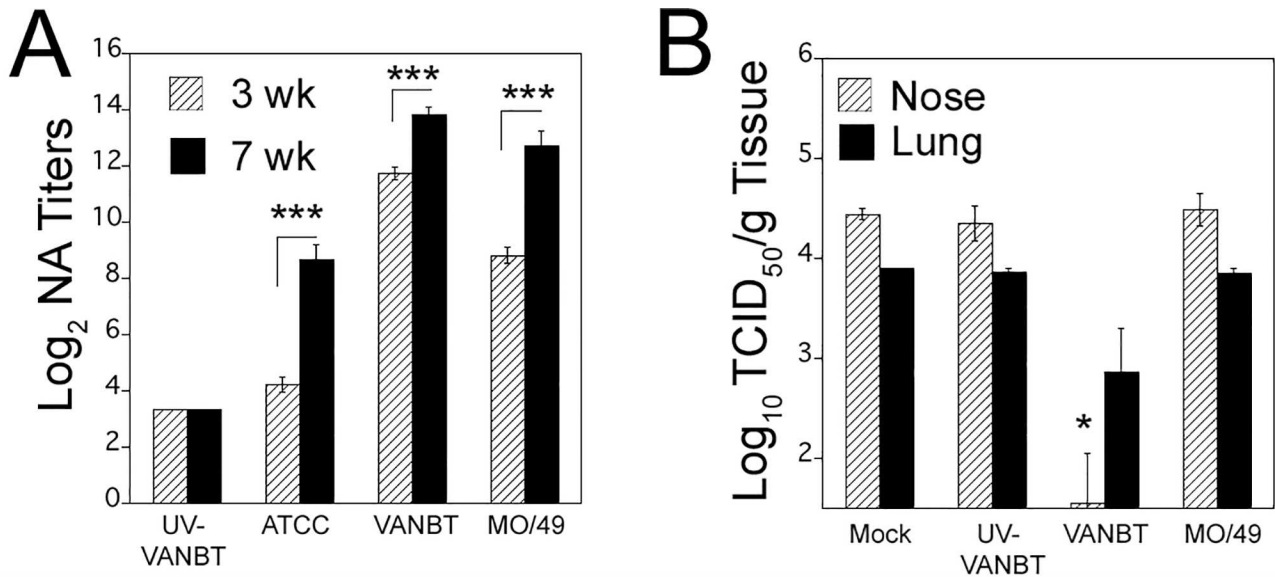 A
Log2 NA Titers
16
14
12
10
8
6
4
2
0
3 wk
7 wk
***
***
***
UV-
VANBT
ATCC
VANBT
MO/49
B
Log10 TCID50/g Tissue
6
5
4
3
2
Nose
Lung
*
Mock
UV-
VANBT
VANBT
MO/49